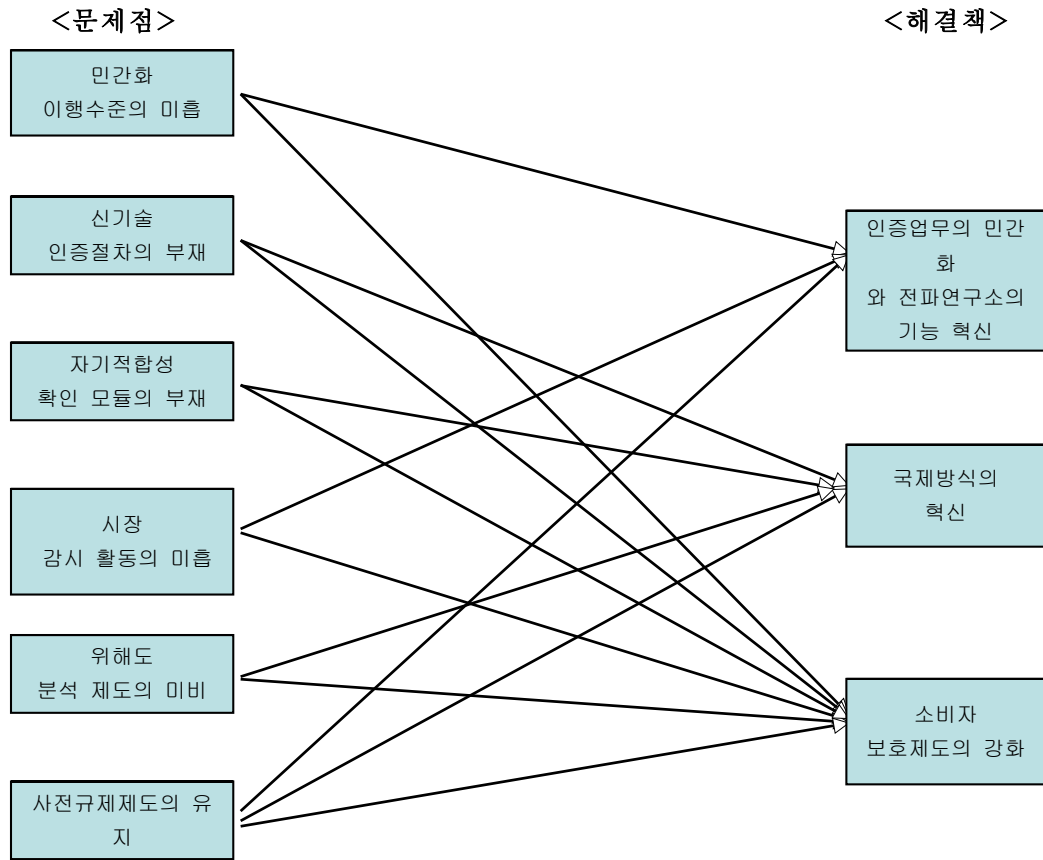 <문제점>
<해결책>
민간화
이행수준의 미흡
신기술
인증절차의 부재
자기적합성
확인 모듈의 부재
시장
감시 활동의 미흡
위해도
분석 제도의 미비
사전규제제도의 유
지
인증업무의 민간
화
와 전파연구소의
기능 혁신
국제방식의
혁신
소비자
보호제도의 강화